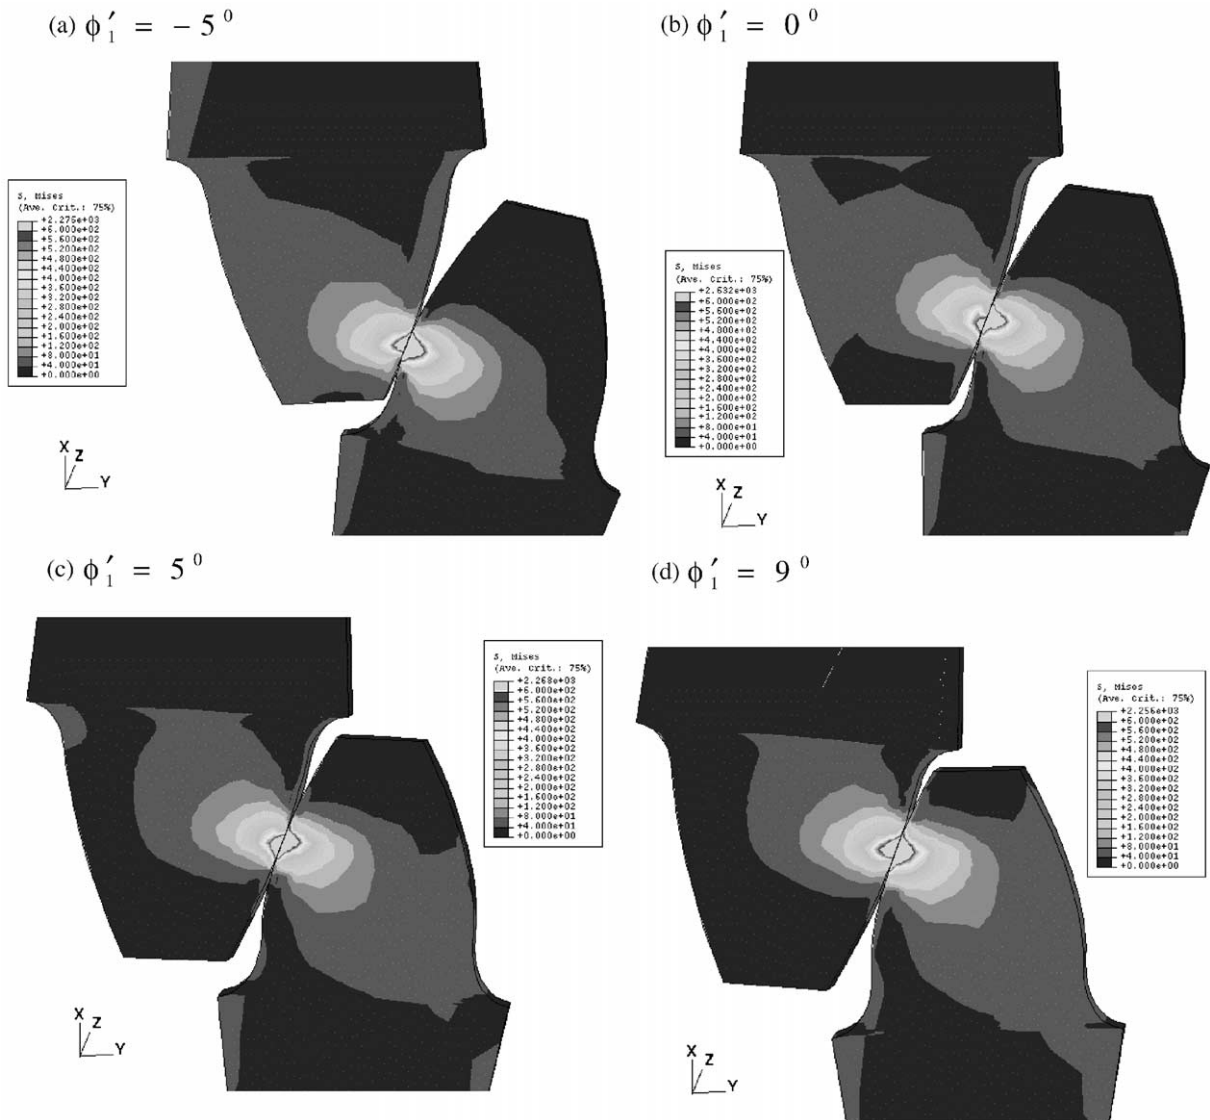 (a) ϕ′₁ = − 5⁰
S, Mises
(Ave. Crit.: 75%)
+2.276e+03
+6.000e+02
+5.600e+02
+5.200e+02
+4.800e+02
+4.400e+02
+4.000e+02
+3.600e+02
+3.200e+02
+2.800e+02
+2.400e+02
+2.000e+02
+1.600e+02
+1.200e+02
+8.000e+01
+4.000e+01
+0.000e+00
X
Z
Y
(b) ϕ′₁ = 0⁰
S, Mises
(Ave. Crit.: 75%)
+2.632e+03
+6.000e+02
+5.600e+02
+5.200e+02
+4.800e+02
+4.400e+02
+4.000e+02
+3.600e+02
+3.200e+02
+2.800e+02
+2.400e+02
+2.000e+02
+1.600e+02
+1.200e+02
+8.000e+01
+4.000e+01
+0.000e+00
X
Z
Y
(c) ϕ′₁ = 5⁰
S, Mises
(Ave. Crit.: 75%)
+2.268e+03
+6.000e+02
+5.600e+02
+5.200e+02
+4.800e+02
+4.400e+02
+4.000e+02
+3.600e+02
+3.200e+02
+2.800e+02
+2.400e+02
+2.000e+02
+1.600e+02
+1.200e+02
+8.000e+01
+4.000e+01
+0.000e+00
X
Z
Y
(d) ϕ′₁ = 9⁰
S, Mises
(Ave. Crit.: 75%)
+2.256e+03
+6.000e+02
+5.600e+02
+5.200e+02
+4.800e+02
+4.400e+02
+4.000e+02
+3.600e+02
+3.200e+02
+2.800e+02
+2.400e+02
+2.000e+02
+1.600e+02
+1.200e+02
+8.000e+01
+4.000e+01
+0.000e+00
X
Z
Y